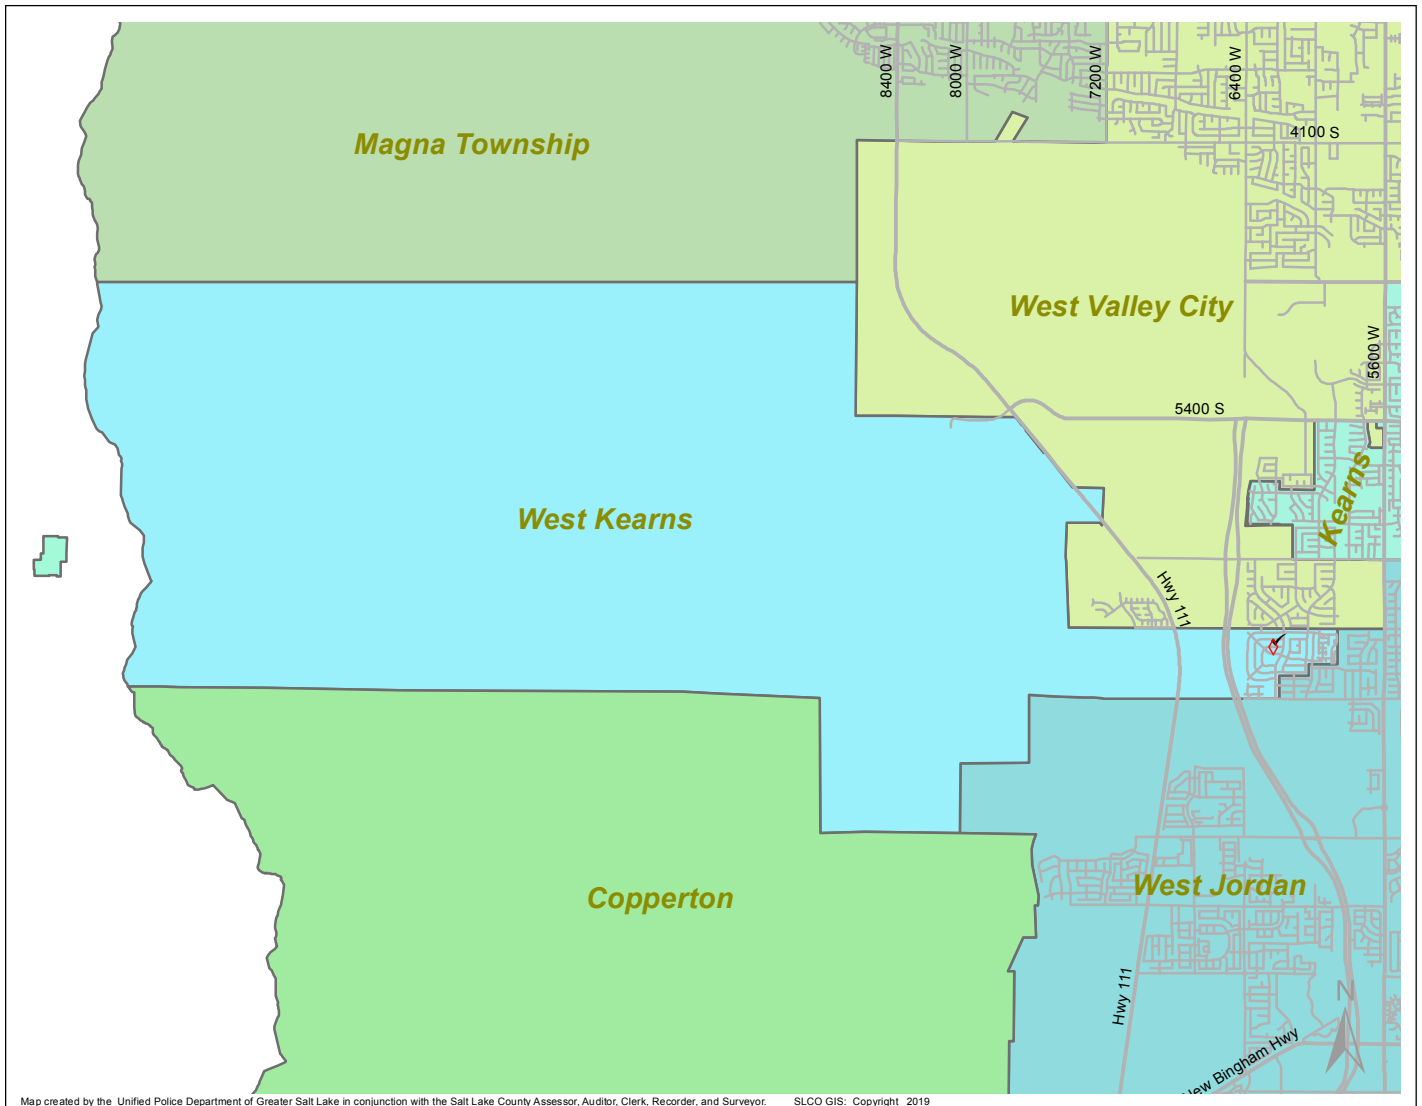 8400 W
8000 W
7200 W
6400 W
4100 S
Magna Township
West Valley City
5600 W
5400 S
Kearns
West Kearns
Hwy 111
West Jordan
Copperton
Hwy 111
N
New Bingham Hwy
Map created by the Unified Police Department of Greater Salt Lake in conjunction with the Salt Lake County Assessor, Auditor, Clerk, Recorder, and Surveyor. SLCO GIS: Copyright 2019